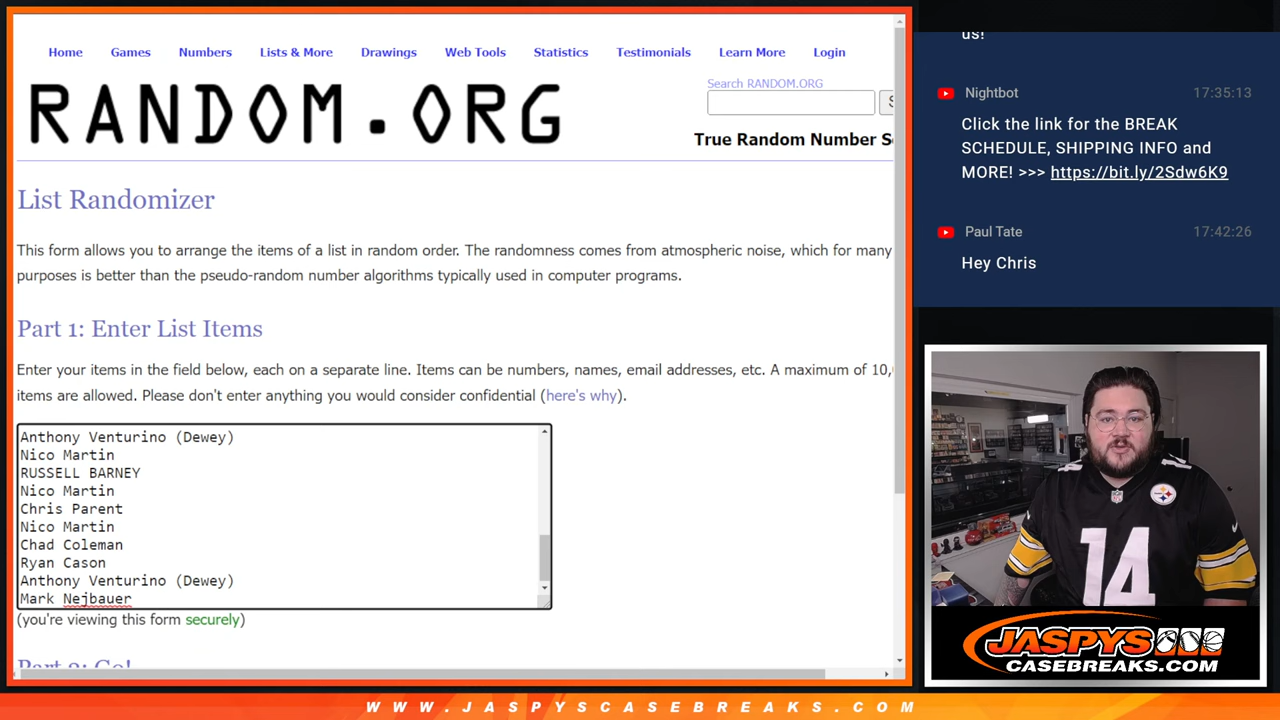 Home Games Numbers Lists & More Drawings Web Tools Statistics Testimonials Learn More Login
RANDOM.ORG
Search RANDOM.ORG
True Random Number S
List Randomizer
This form allows you to arrange the items of a list in random order. The randomness comes from atmospheric noise, which for many
purposes is better than the pseudo-random number algorithms typically used in computer programs.
Part 1: Enter List Items
Enter your items in the field below, each on a separate line. Items can be numbers, names, email addresses, etc. A maximum of 10,
items are allowed. Please don't enter anything you would consider confidential (here's why).
Anthony Venturino (Dewey)
Nico Martin
RUSSELL BARNEY
Nico Martin
Chris Parent
Nico Martin
Chad Coleman
Ryan Cason
Anthony Venturino (Dewey)
Mark Nejbauer
(you're viewing this form securely)
Part 2: Go!
us!
Nightbot 17:35:13
Click the link for the BREAK
SCHEDULE, SHIPPING INFO and
MORE! >>> https://bit.ly/2Sdw6K9
Paul Tate 17:42:26
Hey Chris
14
JASPYS
CASEBREAKS.COM
WWW.JASPYSCASEBREAKS.COM